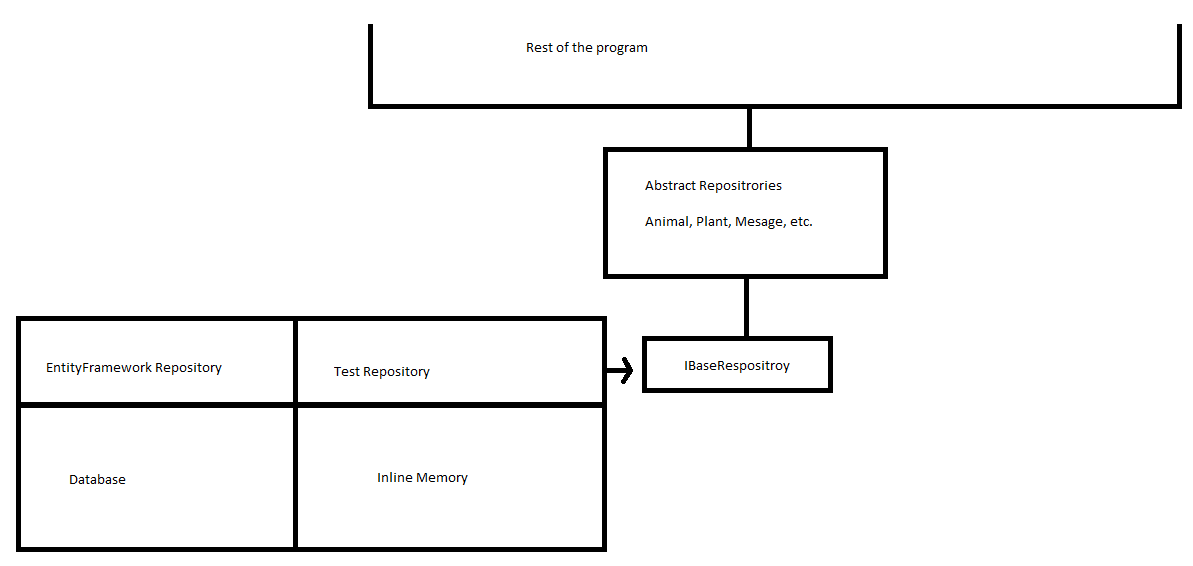 Rest of the program
Abstract Repositrories
Animal, Plant, Mesage, etc.
EntityFramework Repository
Test Repository
IBaseRespositroy
Database
Inline Memory